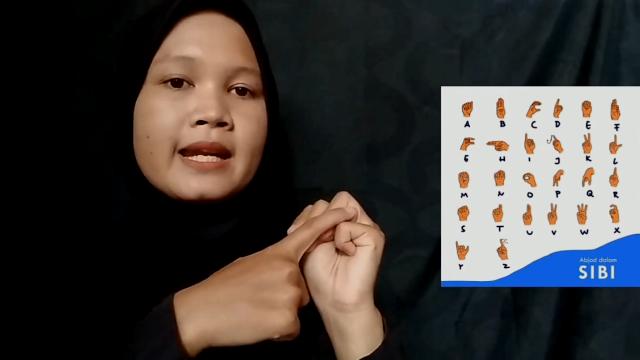 A B C D E F
G H I J K L
M N O P Q R
S T U V W X
Y Z
Abjad dalam
SIBI